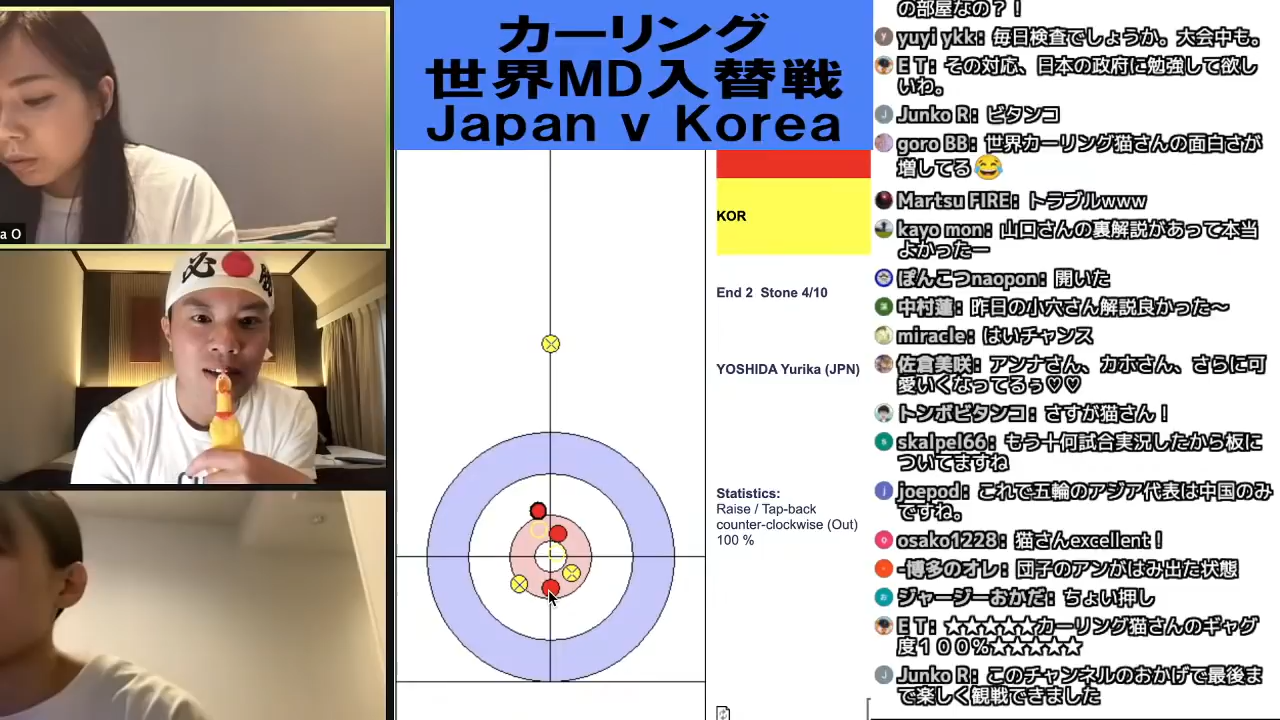 カーリング
世界MD入替戦
Japan v Korea
a O
必
KOR
End 2 Stone 4/10
YOSHIDA Yurika (JPN)
Statistics:
Raise / Tap-back
counter-clockwise (Out)
100 %
の部屋なの？！
yuyi ykk: 毎日検査でしょうか。大会中も。
E T: その対応、日本の政府に勉強して欲し
いわ。
Junko R: ビタンコ
goro BB: 世界カーリング猫さんの面白さが
増してる😂
Martsu FIRE: トラブルwww
kayo mon: 山口さんの裏解説があって本当
よかったー
ぽんこつnaopon: 開いた
中村蓮: 昨日の小穴さん解説良かった〜
miracle: はいチャンス
佐倉美咲: アンナさん、カホさん、さらに可
愛いくなってるぅ♡♡
トンボビタンコ: さすが猫さん！
skalpel66: もう十何試合実況したから板に
ついてますね
joepod: これで五輪のアジア代表は中国のみ
ですね。
osako1228: 猫さんexcellent！
-博多のオレ: 団子のアンがはみ出た状態
ジャージーおかだ: ちょい押し
E T: ★★★★★カーリング猫さんのギャグ
度１００％★★★★★
Junko R: このチャンネルのおかげで最後ま
で楽しく観戦できました